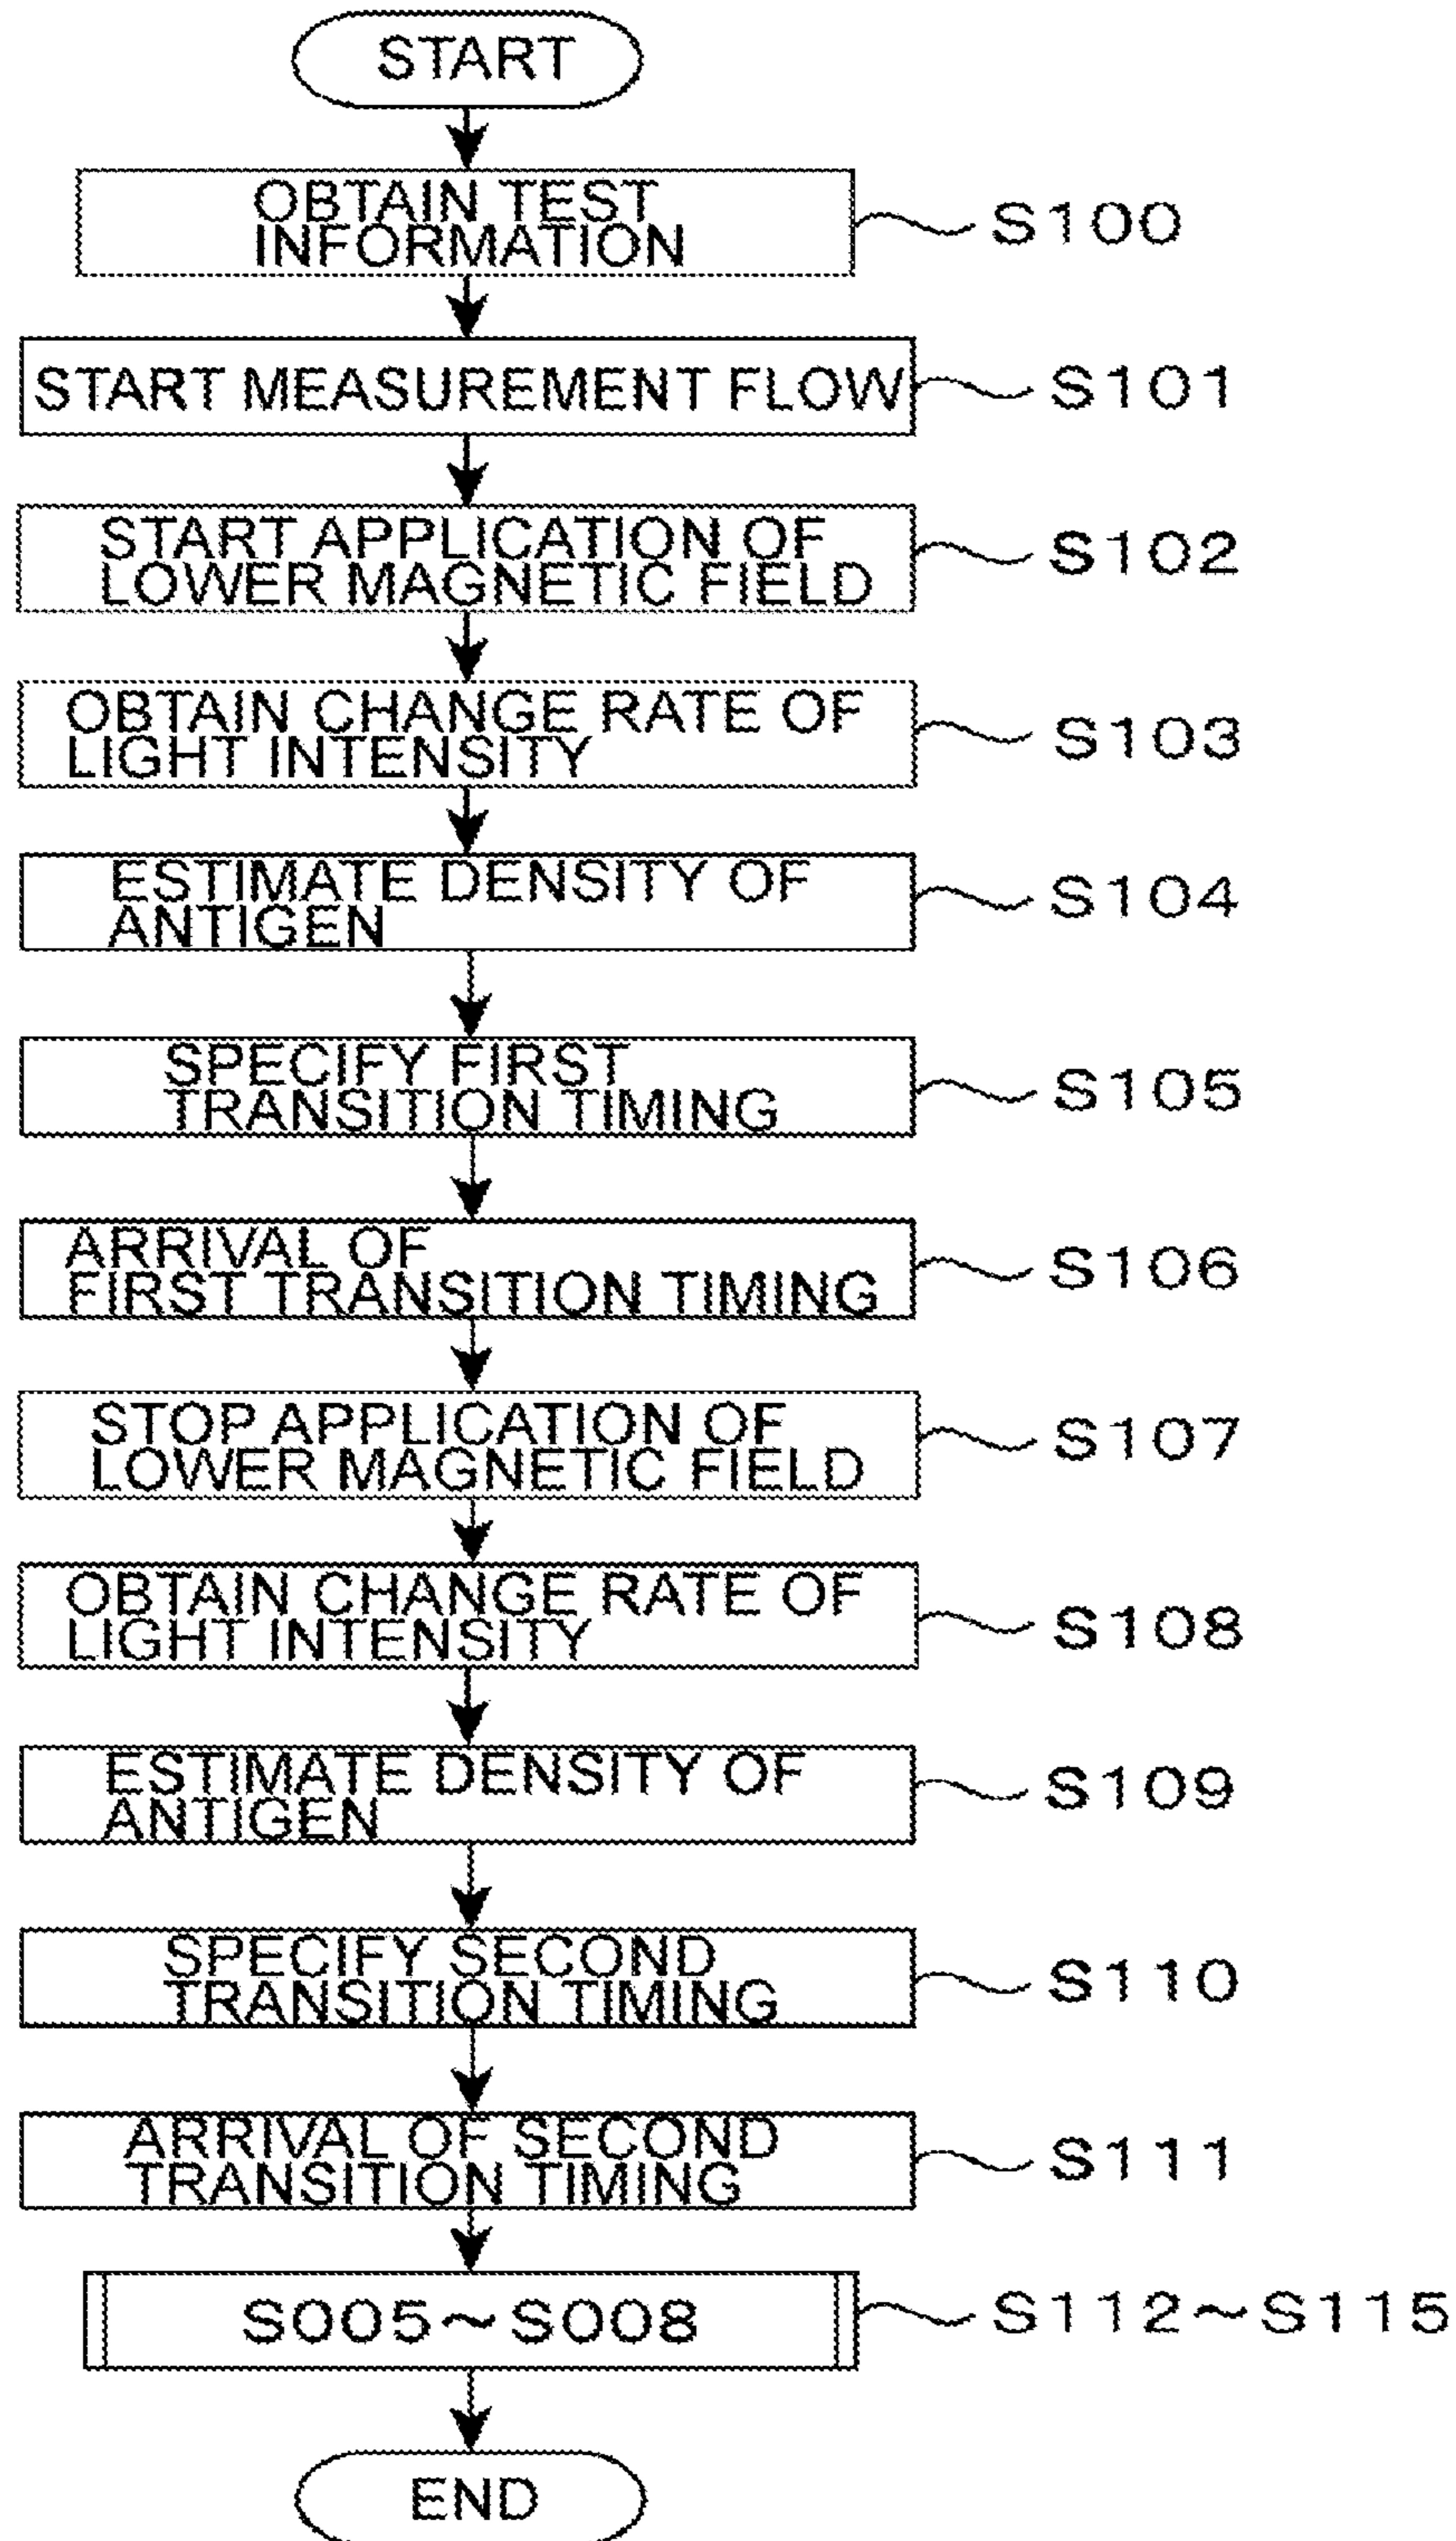 START
OBTAIN TEST
INFORMATION
S100
START MEASUREMENT FLOW
S101
START APPLICATION OF
LOWER MAGNETIC FIELD
S102
OBTAIN CHANGE RATE OF
LIGHT INTENSITY
S103
ESTIMATE DENSITY OF
ANTIGEN
S104
SPECIFY FIRST
TRANSITION TIMING
S105
ARRIVAL OF
FIRST TRANSITION TIMING
S106
STOP APPLICATION OF
LOWER MAGNETIC FIELD
S107
OBTAIN CHANGE RATE OF
LIGHT INTENSITY
S108
ESTIMATE DENSITY OF
ANTIGEN
S109
SPECIFY SECOND
TRANSITION TIMING
S110
ARRIVAL OF SECOND
TRANSITION TIMING
S111
S005~S008
S112~S115
END